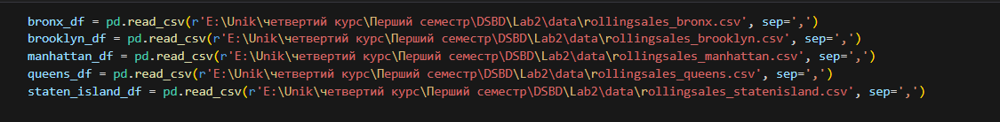 bronx_df = pd.read_csv(r'E:\Unik\четвертий курс\Перший семестр\DSBD\Lab2\data\rollingsales_bronx.csv', sep=',')
brooklyn_df = pd.read_csv(r'E:\Unik\четвертий курс\Перший семестр\DSBD\Lab2\data\rollingsales_brooklyn.csv', sep=',')
manhattan_df = pd.read_csv(r'E:\Unik\четвертий курс\Перший семестр\DSBD\Lab2\data\rollingsales_manhattan.csv', sep=',')
queens_df = pd.read_csv(r'E:\Unik\четвертий курс\Перший семестр\DSBD\Lab2\data\rollingsales_queens.csv', sep=',')
staten_island_df = pd.read_csv(r'E:\Unik\четвертий курс\Перший семестр\DSBD\Lab2\data\rollingsales_statenisland.csv', sep=',')